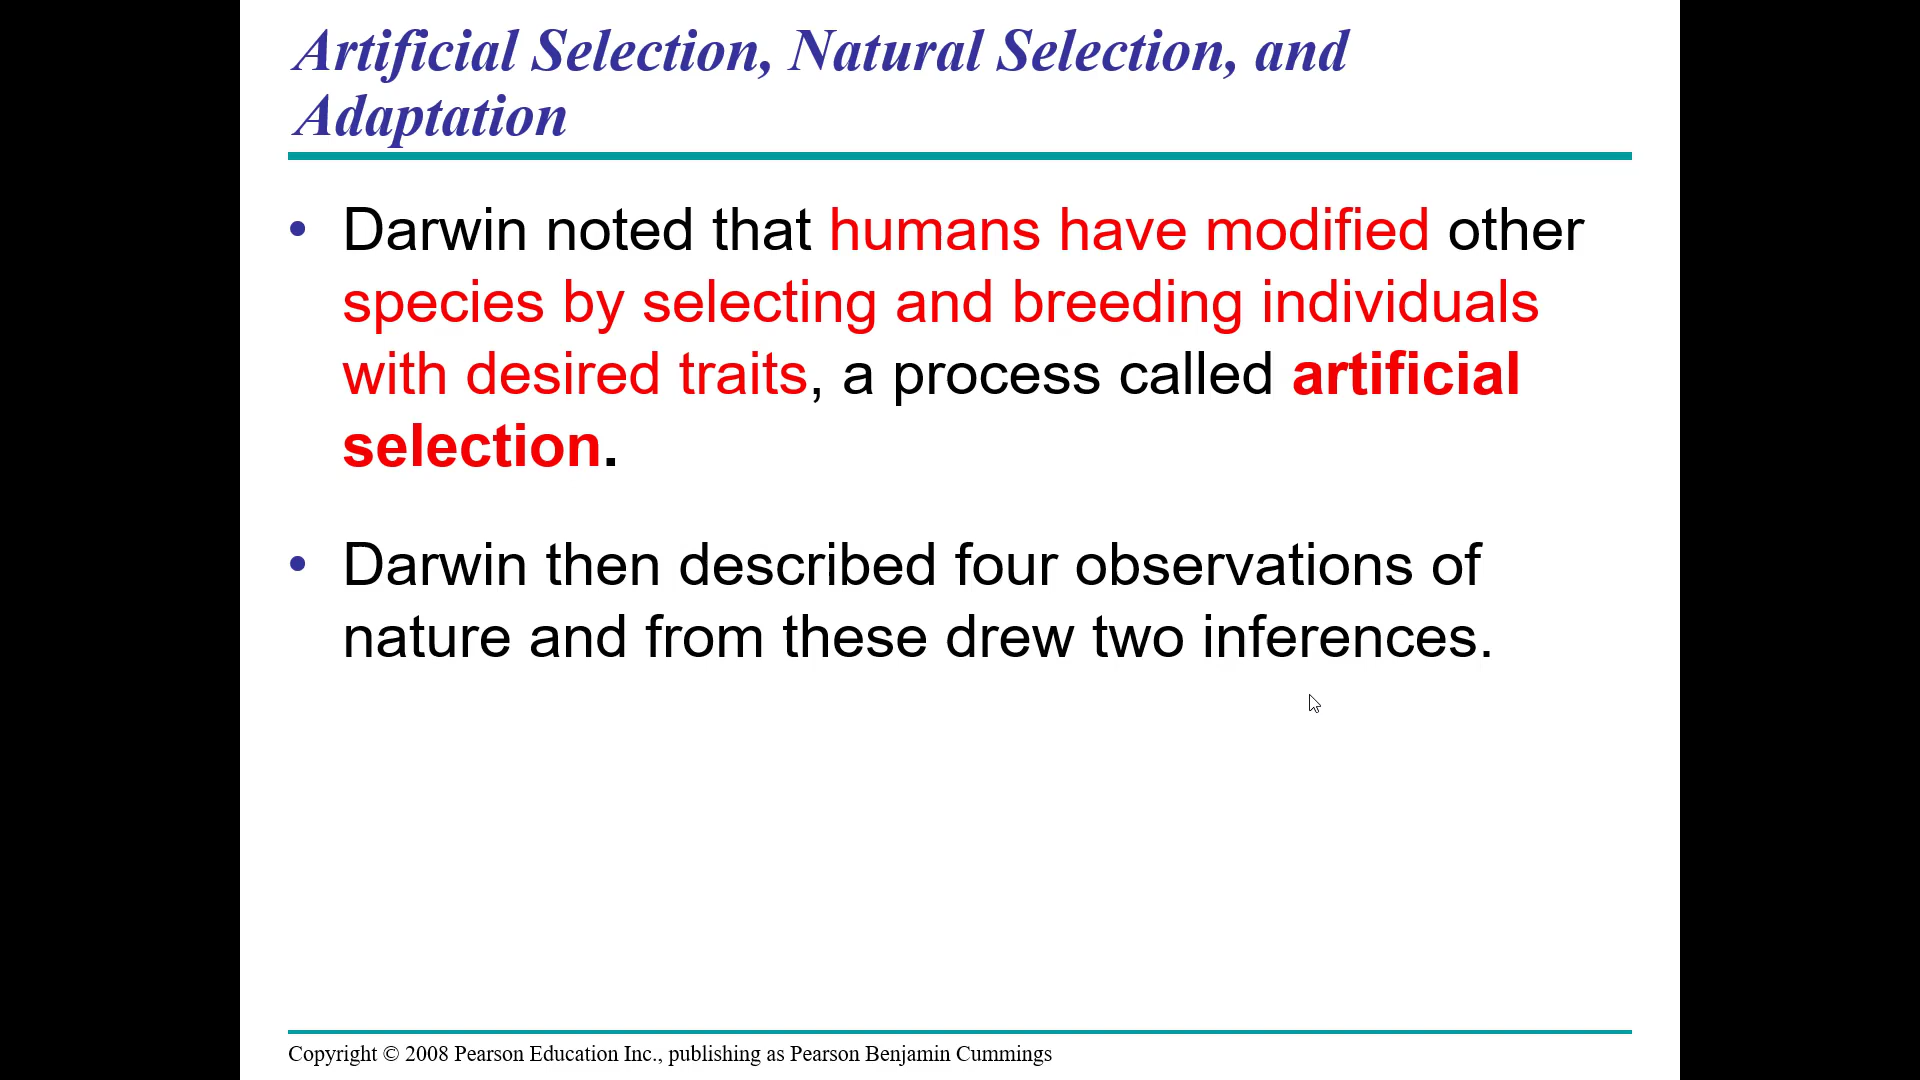 Artificial Selection, Natural Selection, and
Adaptation
• Darwin noted that humans have modified other
species by selecting and breeding individuals
with desired traits, a process called artificial
selection.
• Darwin then described four observations of
nature and from these drew two inferences.
Copyright © 2008 Pearson Education Inc., publishing as Pearson Benjamin Cummings